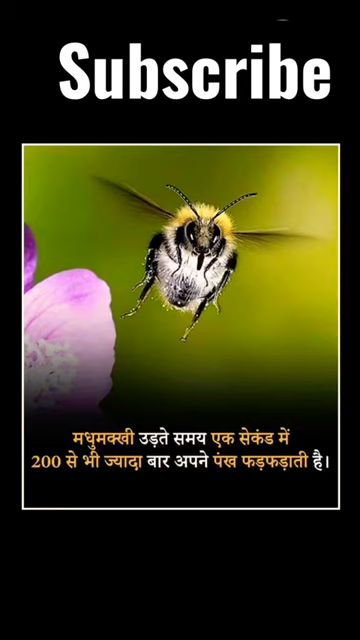 Subscribe
मधुमक्खी उड़ते समय एक सेकंड में
200 से भी ज्यादा बार अपने पंख फड़फड़ाती है।